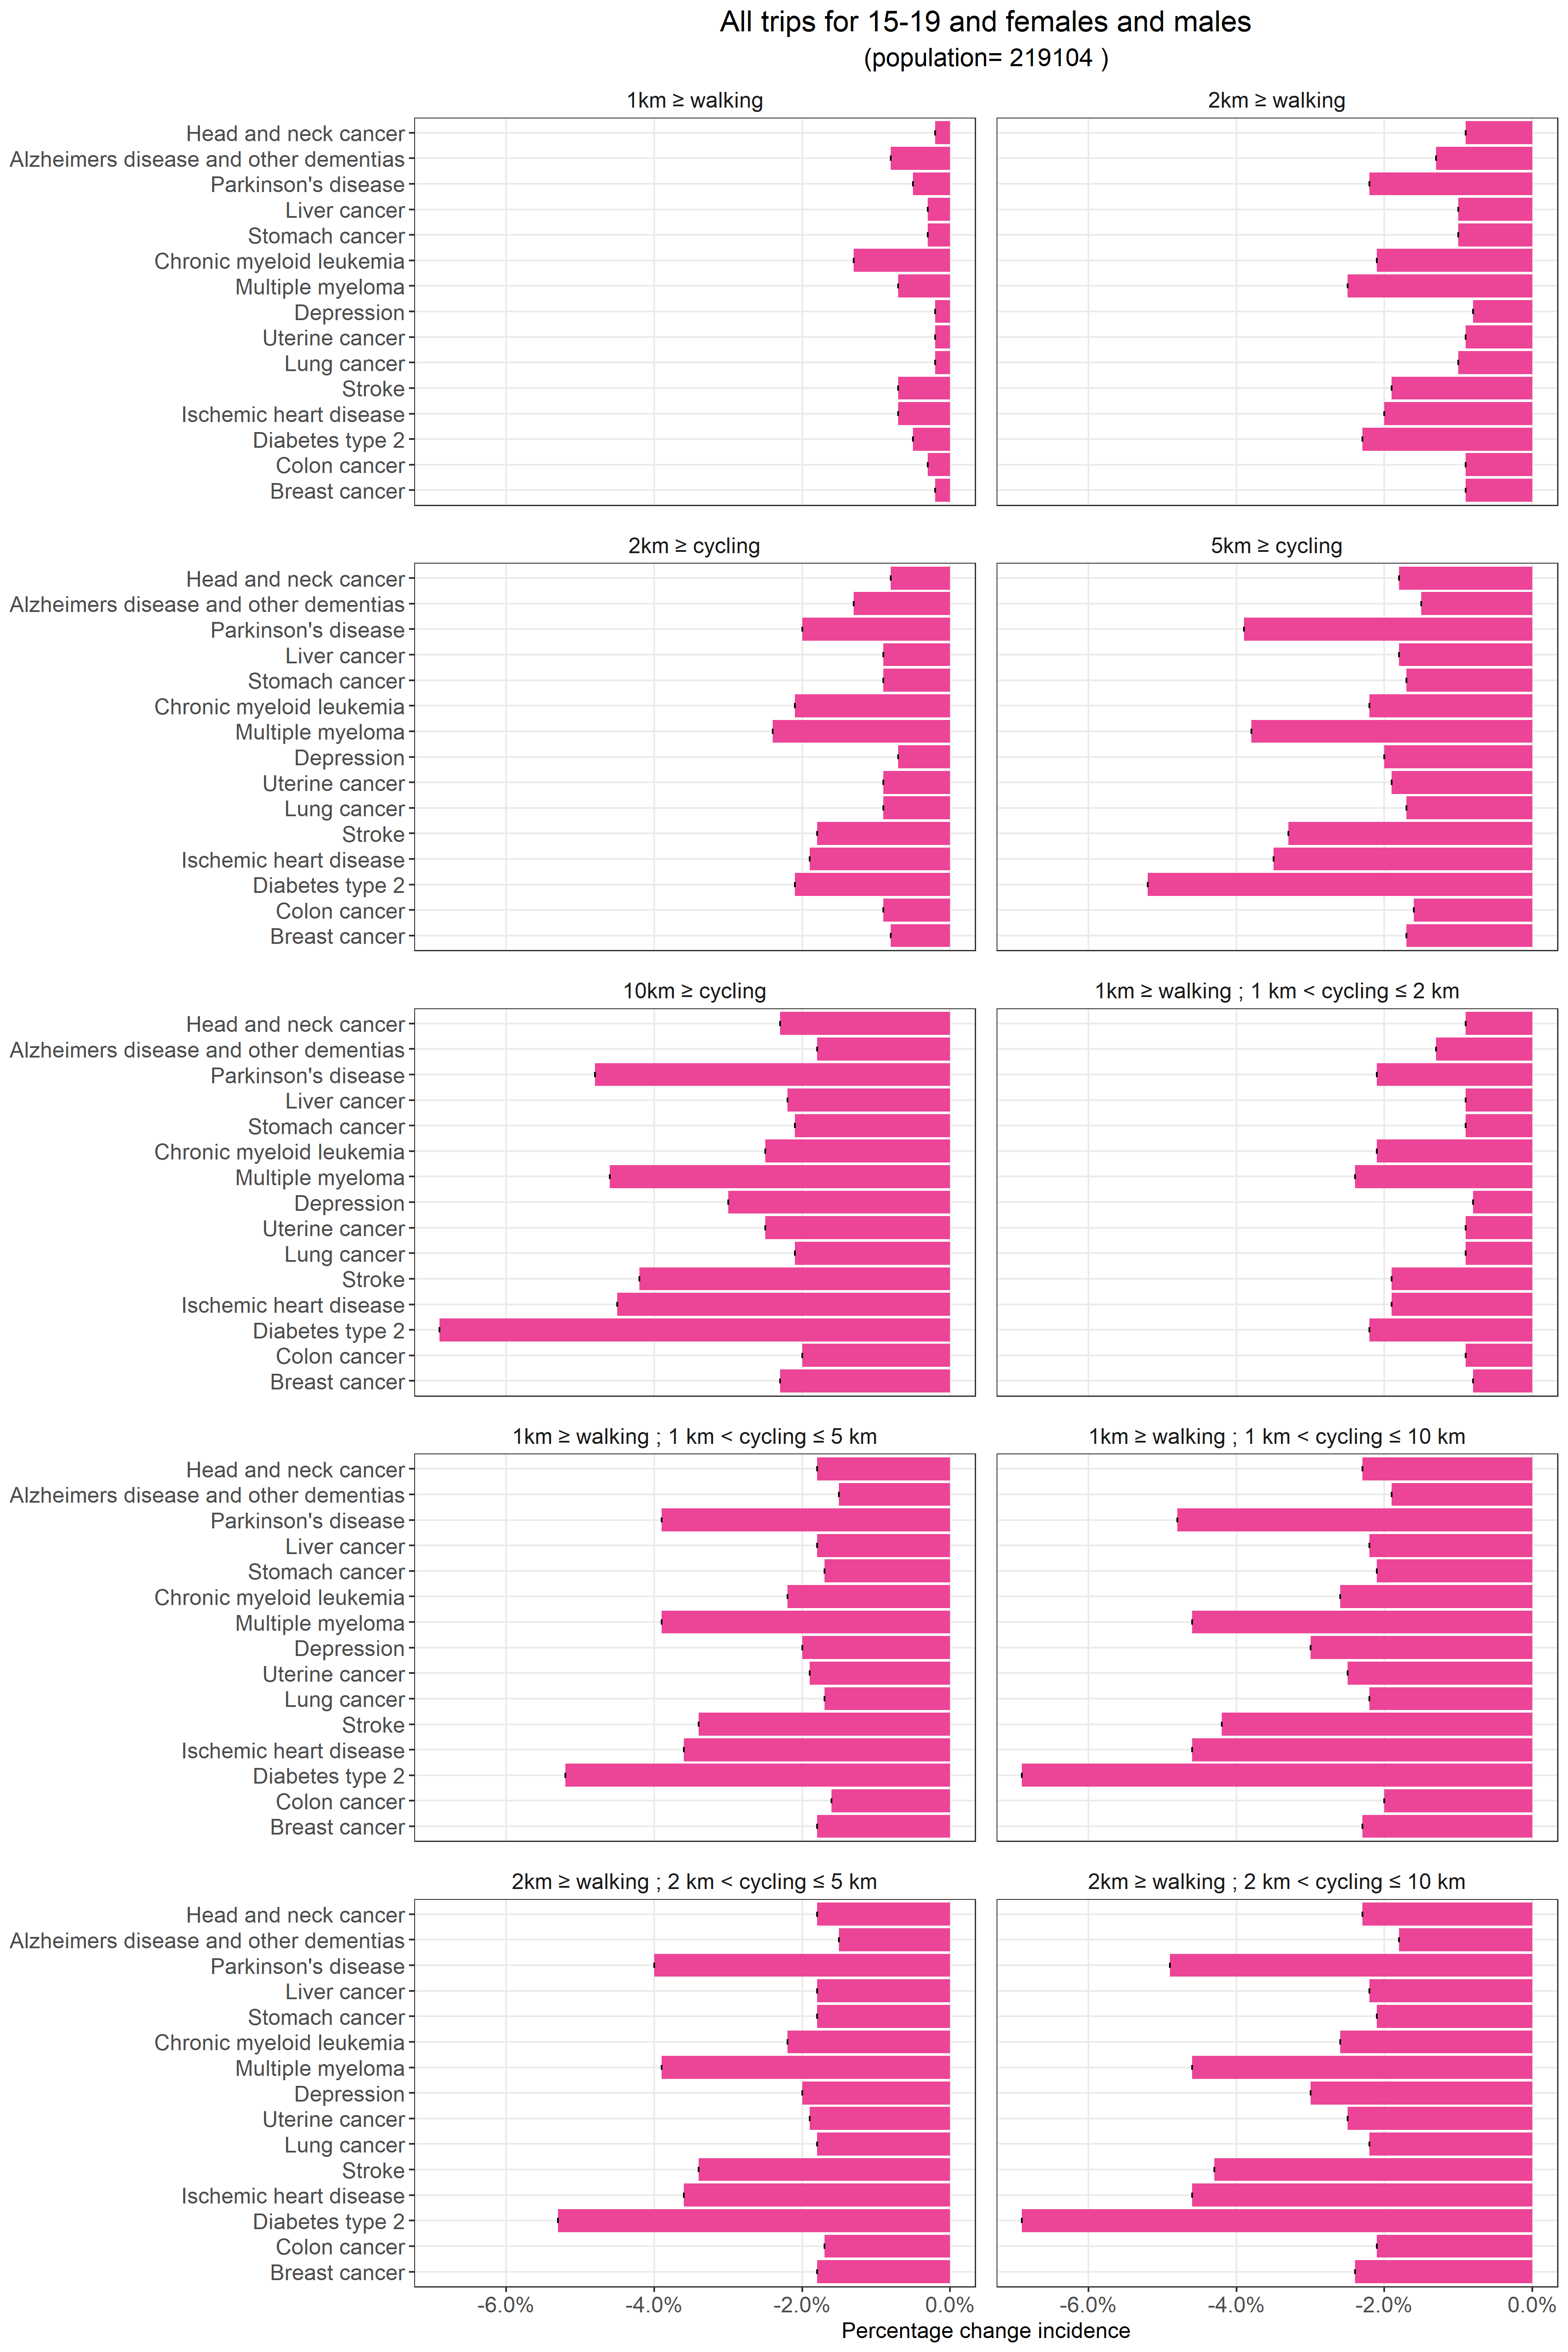 All trips for 15-19 and females and males
(population= 219104 )
1km ≥ walking
2km ≥ walking
Head and neck cancer
Alzheimers disease and other dementias
Parkinson's disease
Liver cancer
Stomach cancer
Chronic myeloid leukemia
Multiple myeloma
Depression
Uterine cancer
Lung cancer
Stroke
Ischemic heart disease
Diabetes type 2
Colon cancer
Breast cancer
2km ≥ cycling
5km ≥ cycling
Head and neck cancer
Alzheimers disease and other dementias
Parkinson's disease
Liver cancer
Stomach cancer
Chronic myeloid leukemia
Multiple myeloma
Depression
Uterine cancer
Lung cancer
Stroke
Ischemic heart disease
Diabetes type 2
Colon cancer
Breast cancer
10km ≥ cycling
1km ≥ walking ; 1 km < cycling ≤ 2 km
Head and neck cancer
Alzheimers disease and other dementias
Parkinson's disease
Liver cancer
Stomach cancer
Chronic myeloid leukemia
Multiple myeloma
Depression
Uterine cancer
Lung cancer
Stroke
Ischemic heart disease
Diabetes type 2
Colon cancer
Breast cancer
1km ≥ walking ; 1 km < cycling ≤ 5 km
1km ≥ walking ; 1 km < cycling ≤ 10 km
Head and neck cancer
Alzheimers disease and other dementias
Parkinson's disease
Liver cancer
Stomach cancer
Chronic myeloid leukemia
Multiple myeloma
Depression
Uterine cancer
Lung cancer
Stroke
Ischemic heart disease
Diabetes type 2
Colon cancer
Breast cancer
2km ≥ walking ; 2 km < cycling ≤ 5 km
2km ≥ walking ; 2 km < cycling ≤ 10 km
Head and neck cancer
Alzheimers disease and other dementias
Parkinson's disease
Liver cancer
Stomach cancer
Chronic myeloid leukemia
Multiple myeloma
Depression
Uterine cancer
Lung cancer
Stroke
Ischemic heart disease
Diabetes type 2
Colon cancer
Breast cancer
-6.0% -4.0% -2.0% 0.0% -6.0% -4.0% -2.0% 0.0%
Percentage change incidence